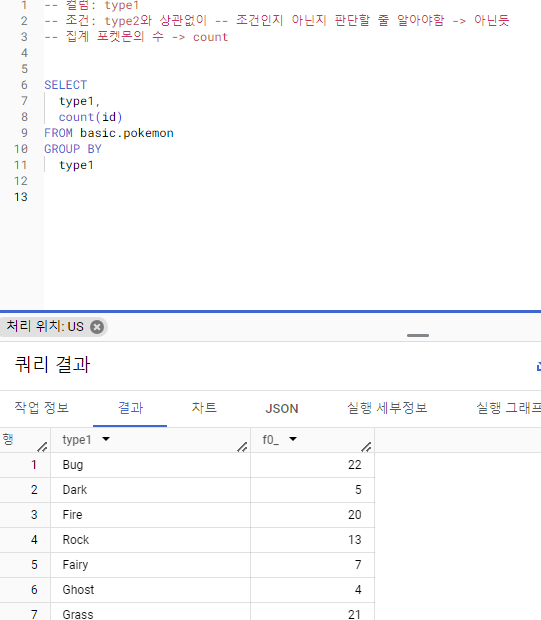 1 -- 컬럼: type1
2 -- 조건: type2와 상관없이 -- 조건인지 아닌지 판단할 줄 알아야함 -> 아닌듯
3 -- 집계 포켓몬의 수 -> count
4
5
6 SELECT
7 type1,
8 count(id)
9 FROM basic.pokemon
10 GROUP BY
11 type1
12
13
처리 위치: US
쿼리 결과
작업 정보 결과 차트 JSON 실행 세부정보 실행 그래프
행 type1 f0_
1 Bug 22
2 Dark 5
3 Fire 20
4 Rock 13
5 Fairy 7
6 Ghost 4
7 Grass 21